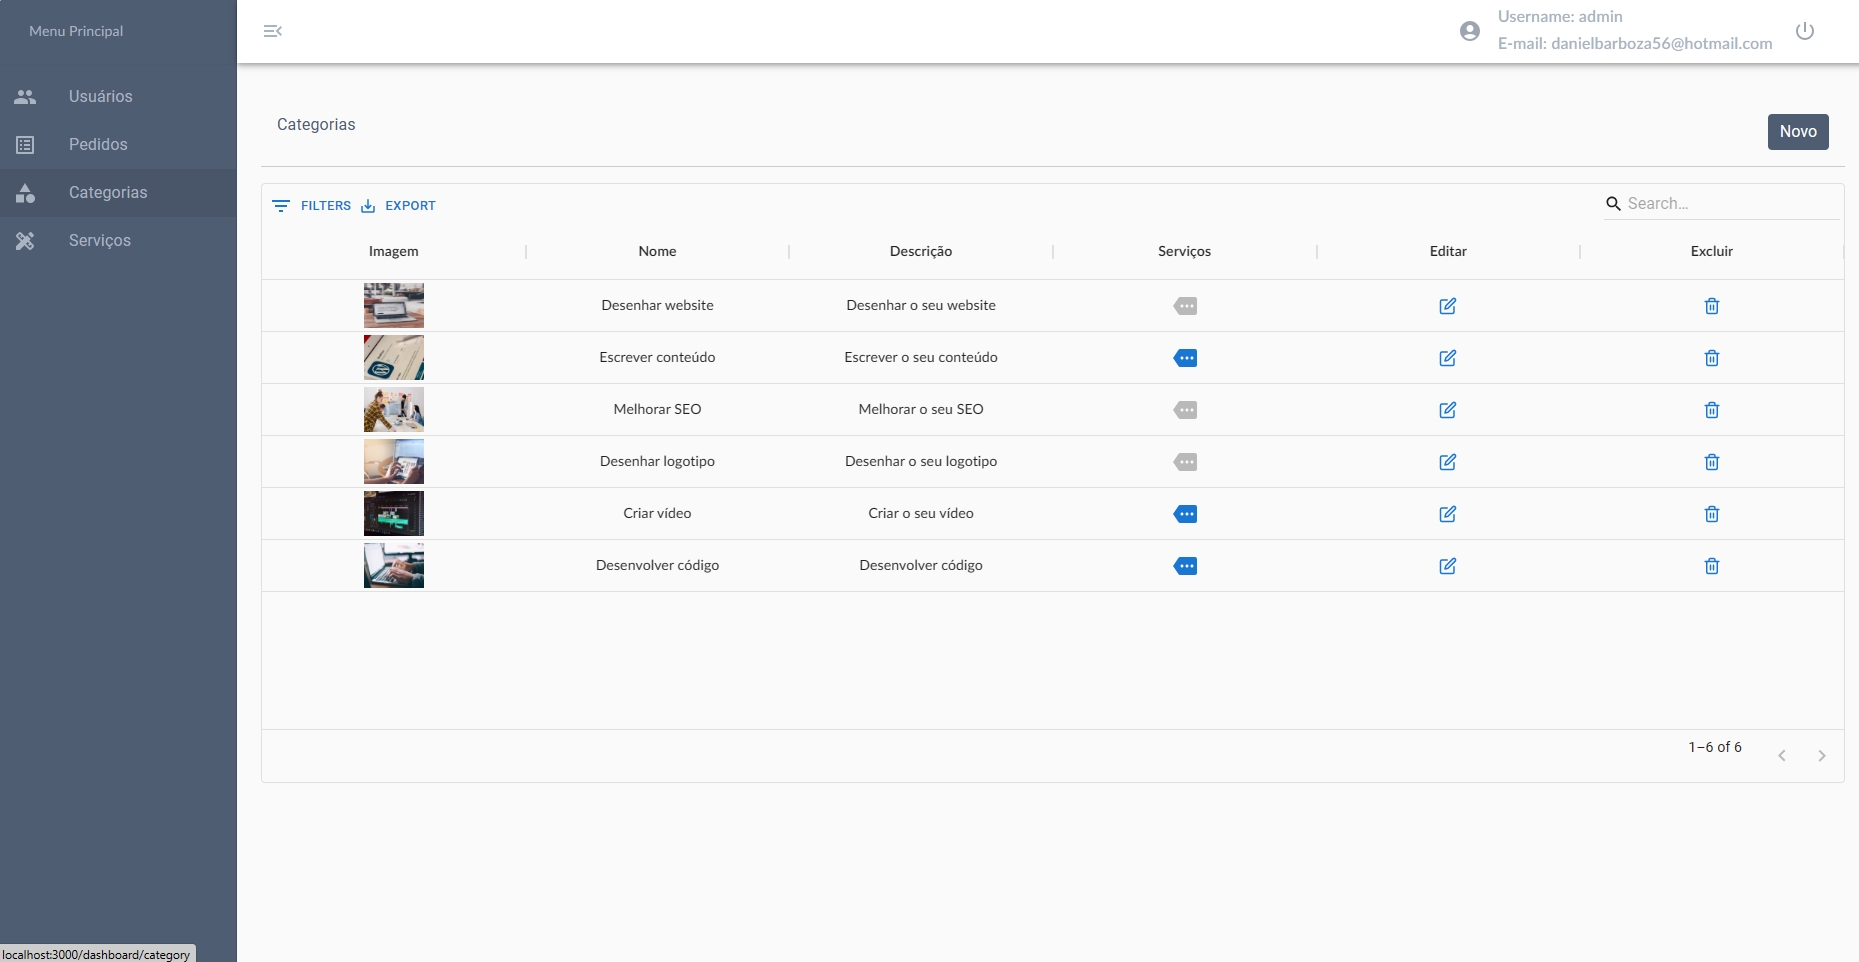 Menu Principal
Username: admin
E-mail: danielbarboza56@hotmail.com
Usuários
Pedidos
Categorias
Serviços
Categorias
Novo
FILTERS
EXPORT
Search...
Imagem Nome Descrição Serviços Editar Excluir
Desenhar website Desenhar o seu website
Escrever conteúdo Escrever o seu conteúdo
Melhorar SEO Melhorar o seu SEO
Desenhar logotipo Desenhar o seu logotipo
Criar vídeo Criar o seu vídeo
Desenvolver código Desenvolver código
1–6 of 6
localhost:3000/dashboard/category